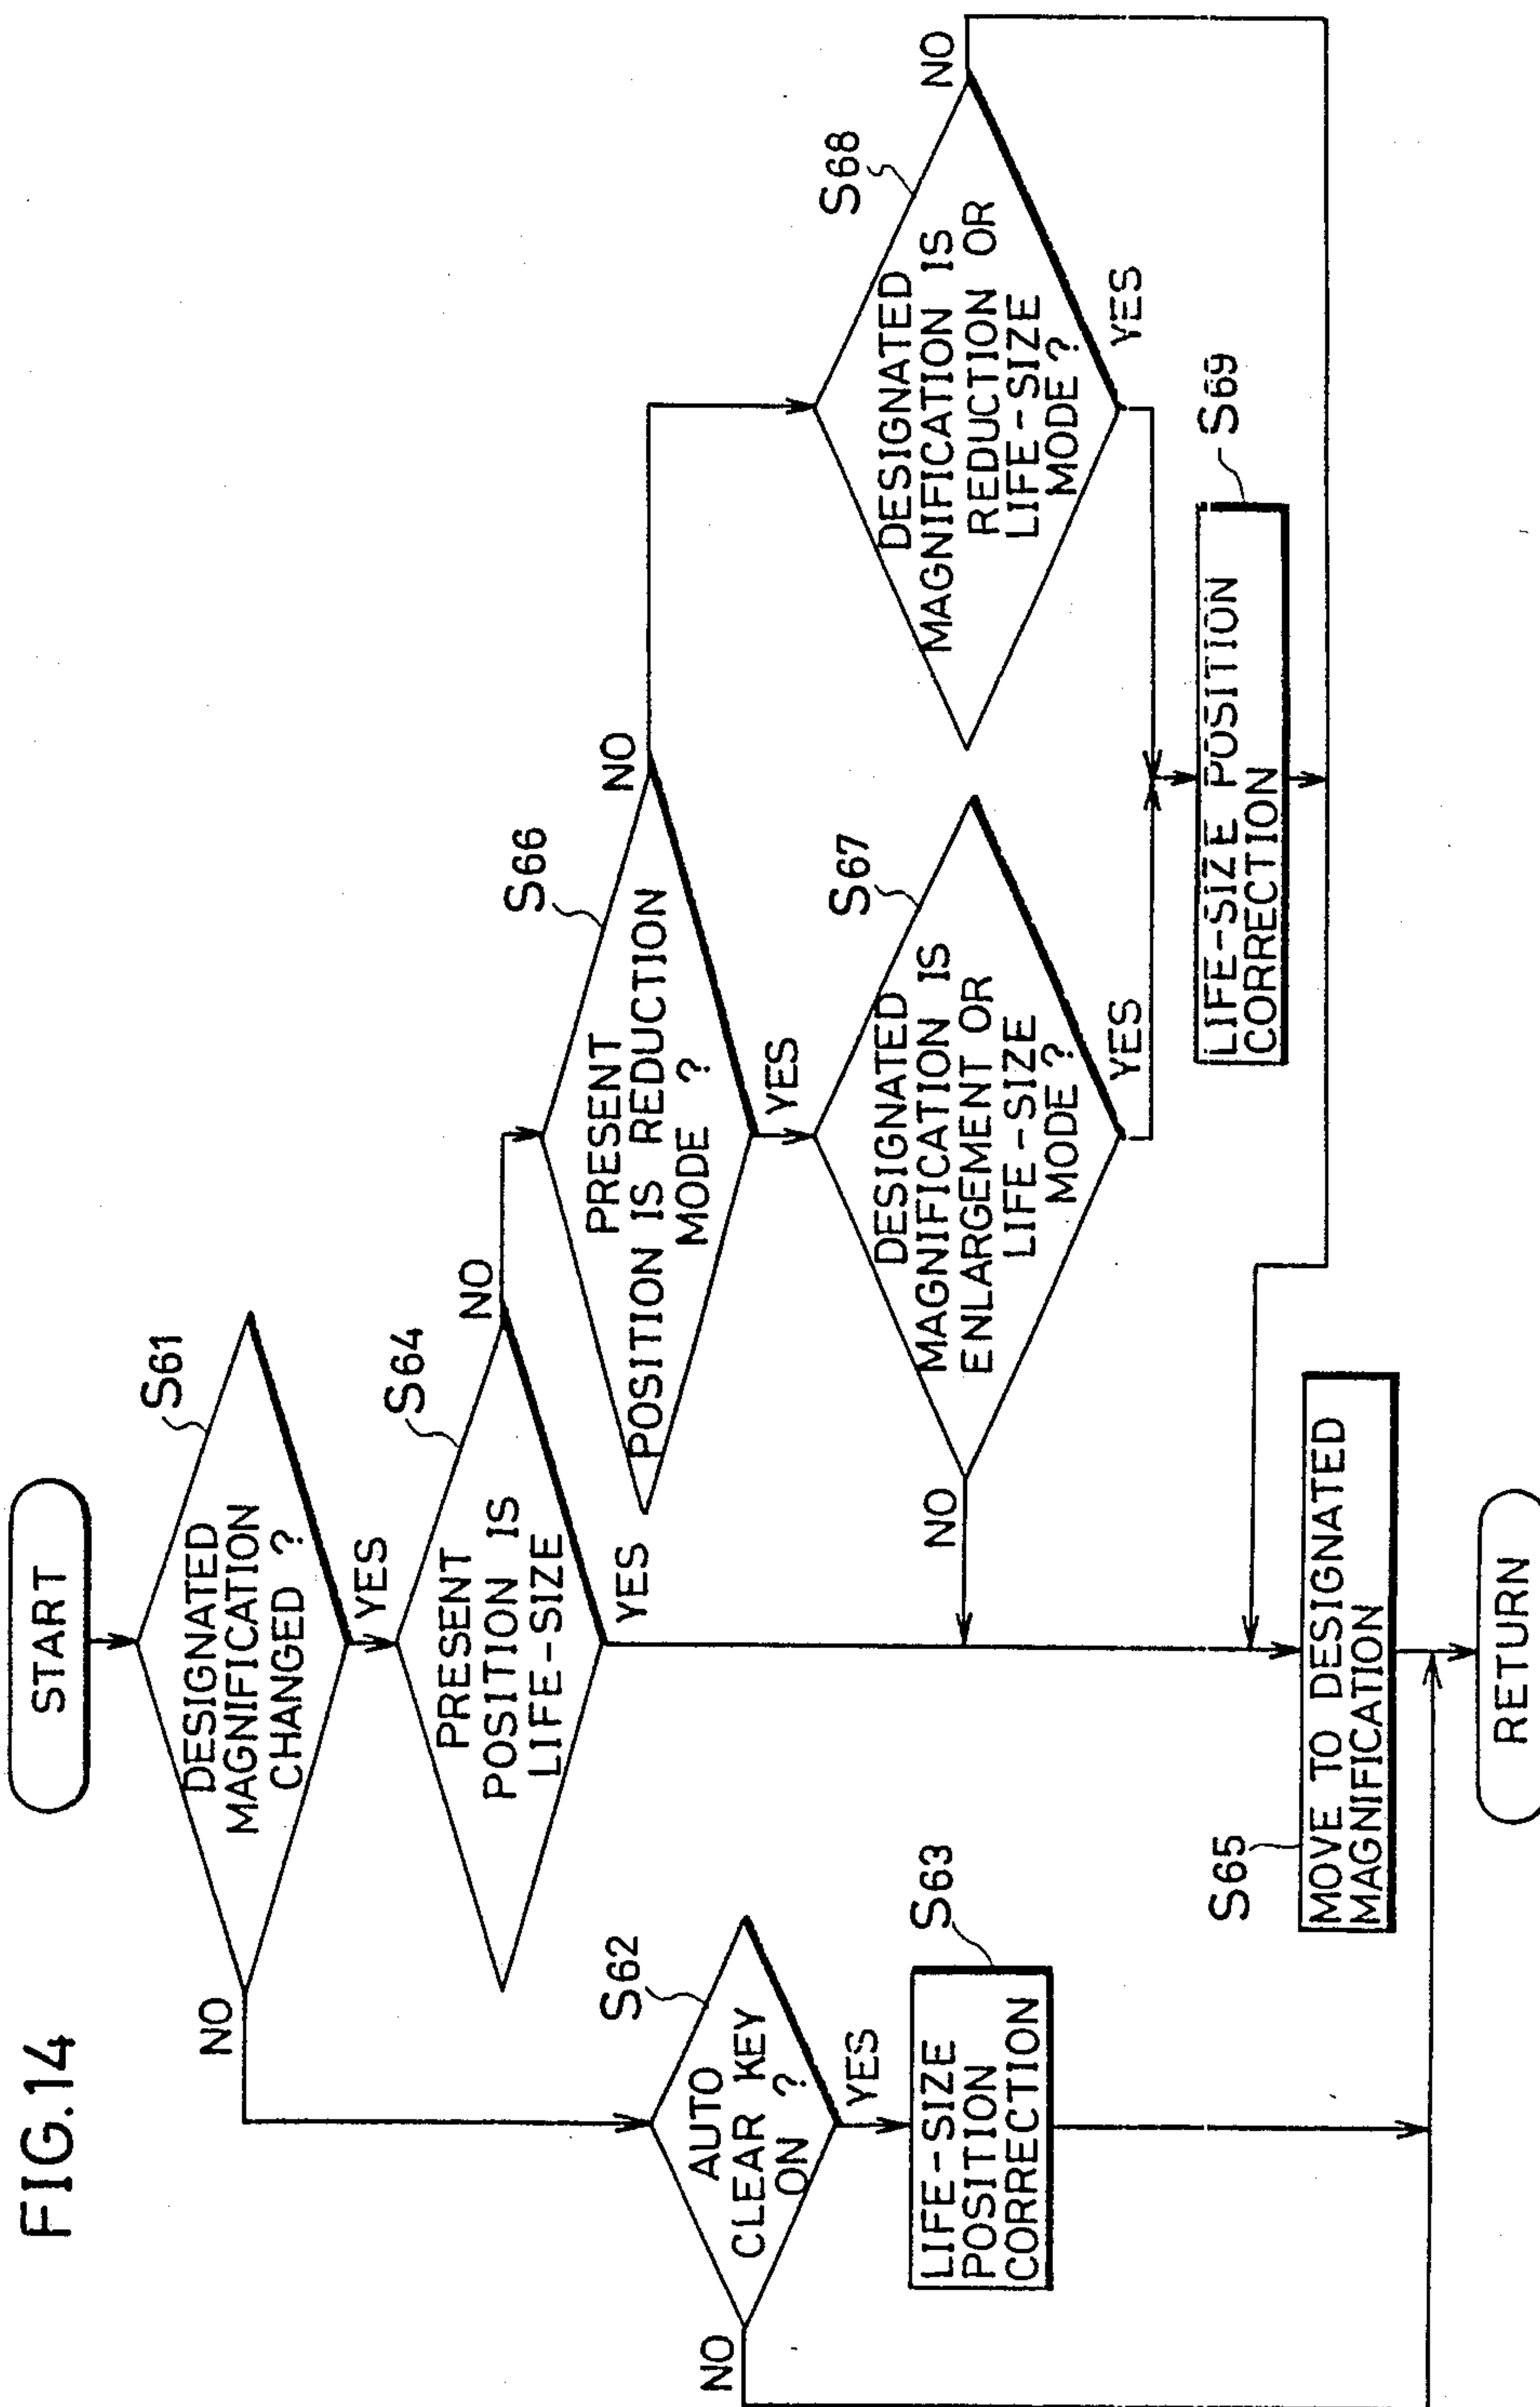 FIG.14
START
S61
DESIGNATED
MAGNIFICATION
CHANGED ?
NO
YES
S64
PRESENT
POSITION IS
LIFE-SIZE
NO
YES
S62
AUTO
CLEAR KEY
ON ?
NO
YES
S63
LIFE-SIZE
POSITION
CORRECTION
S66
PRESENT
POSITION IS REDUCTION
MODE ?
NO
YES
S67
DESIGNATED
MAGNIFICATION IS
ENLARGEMENT OR
LIFE-SIZE
MODE ?
NO
YES
S68
DESIGNATED
MAGNIFICATION IS
REDUCTION OR
LIFE-SIZE
MODE ?
NO
YES
S69
LIFE-SIZE POSITION
CORRECTION
S65
MOVE TO DESIGNATED
MAGNIFICATION
RETURN